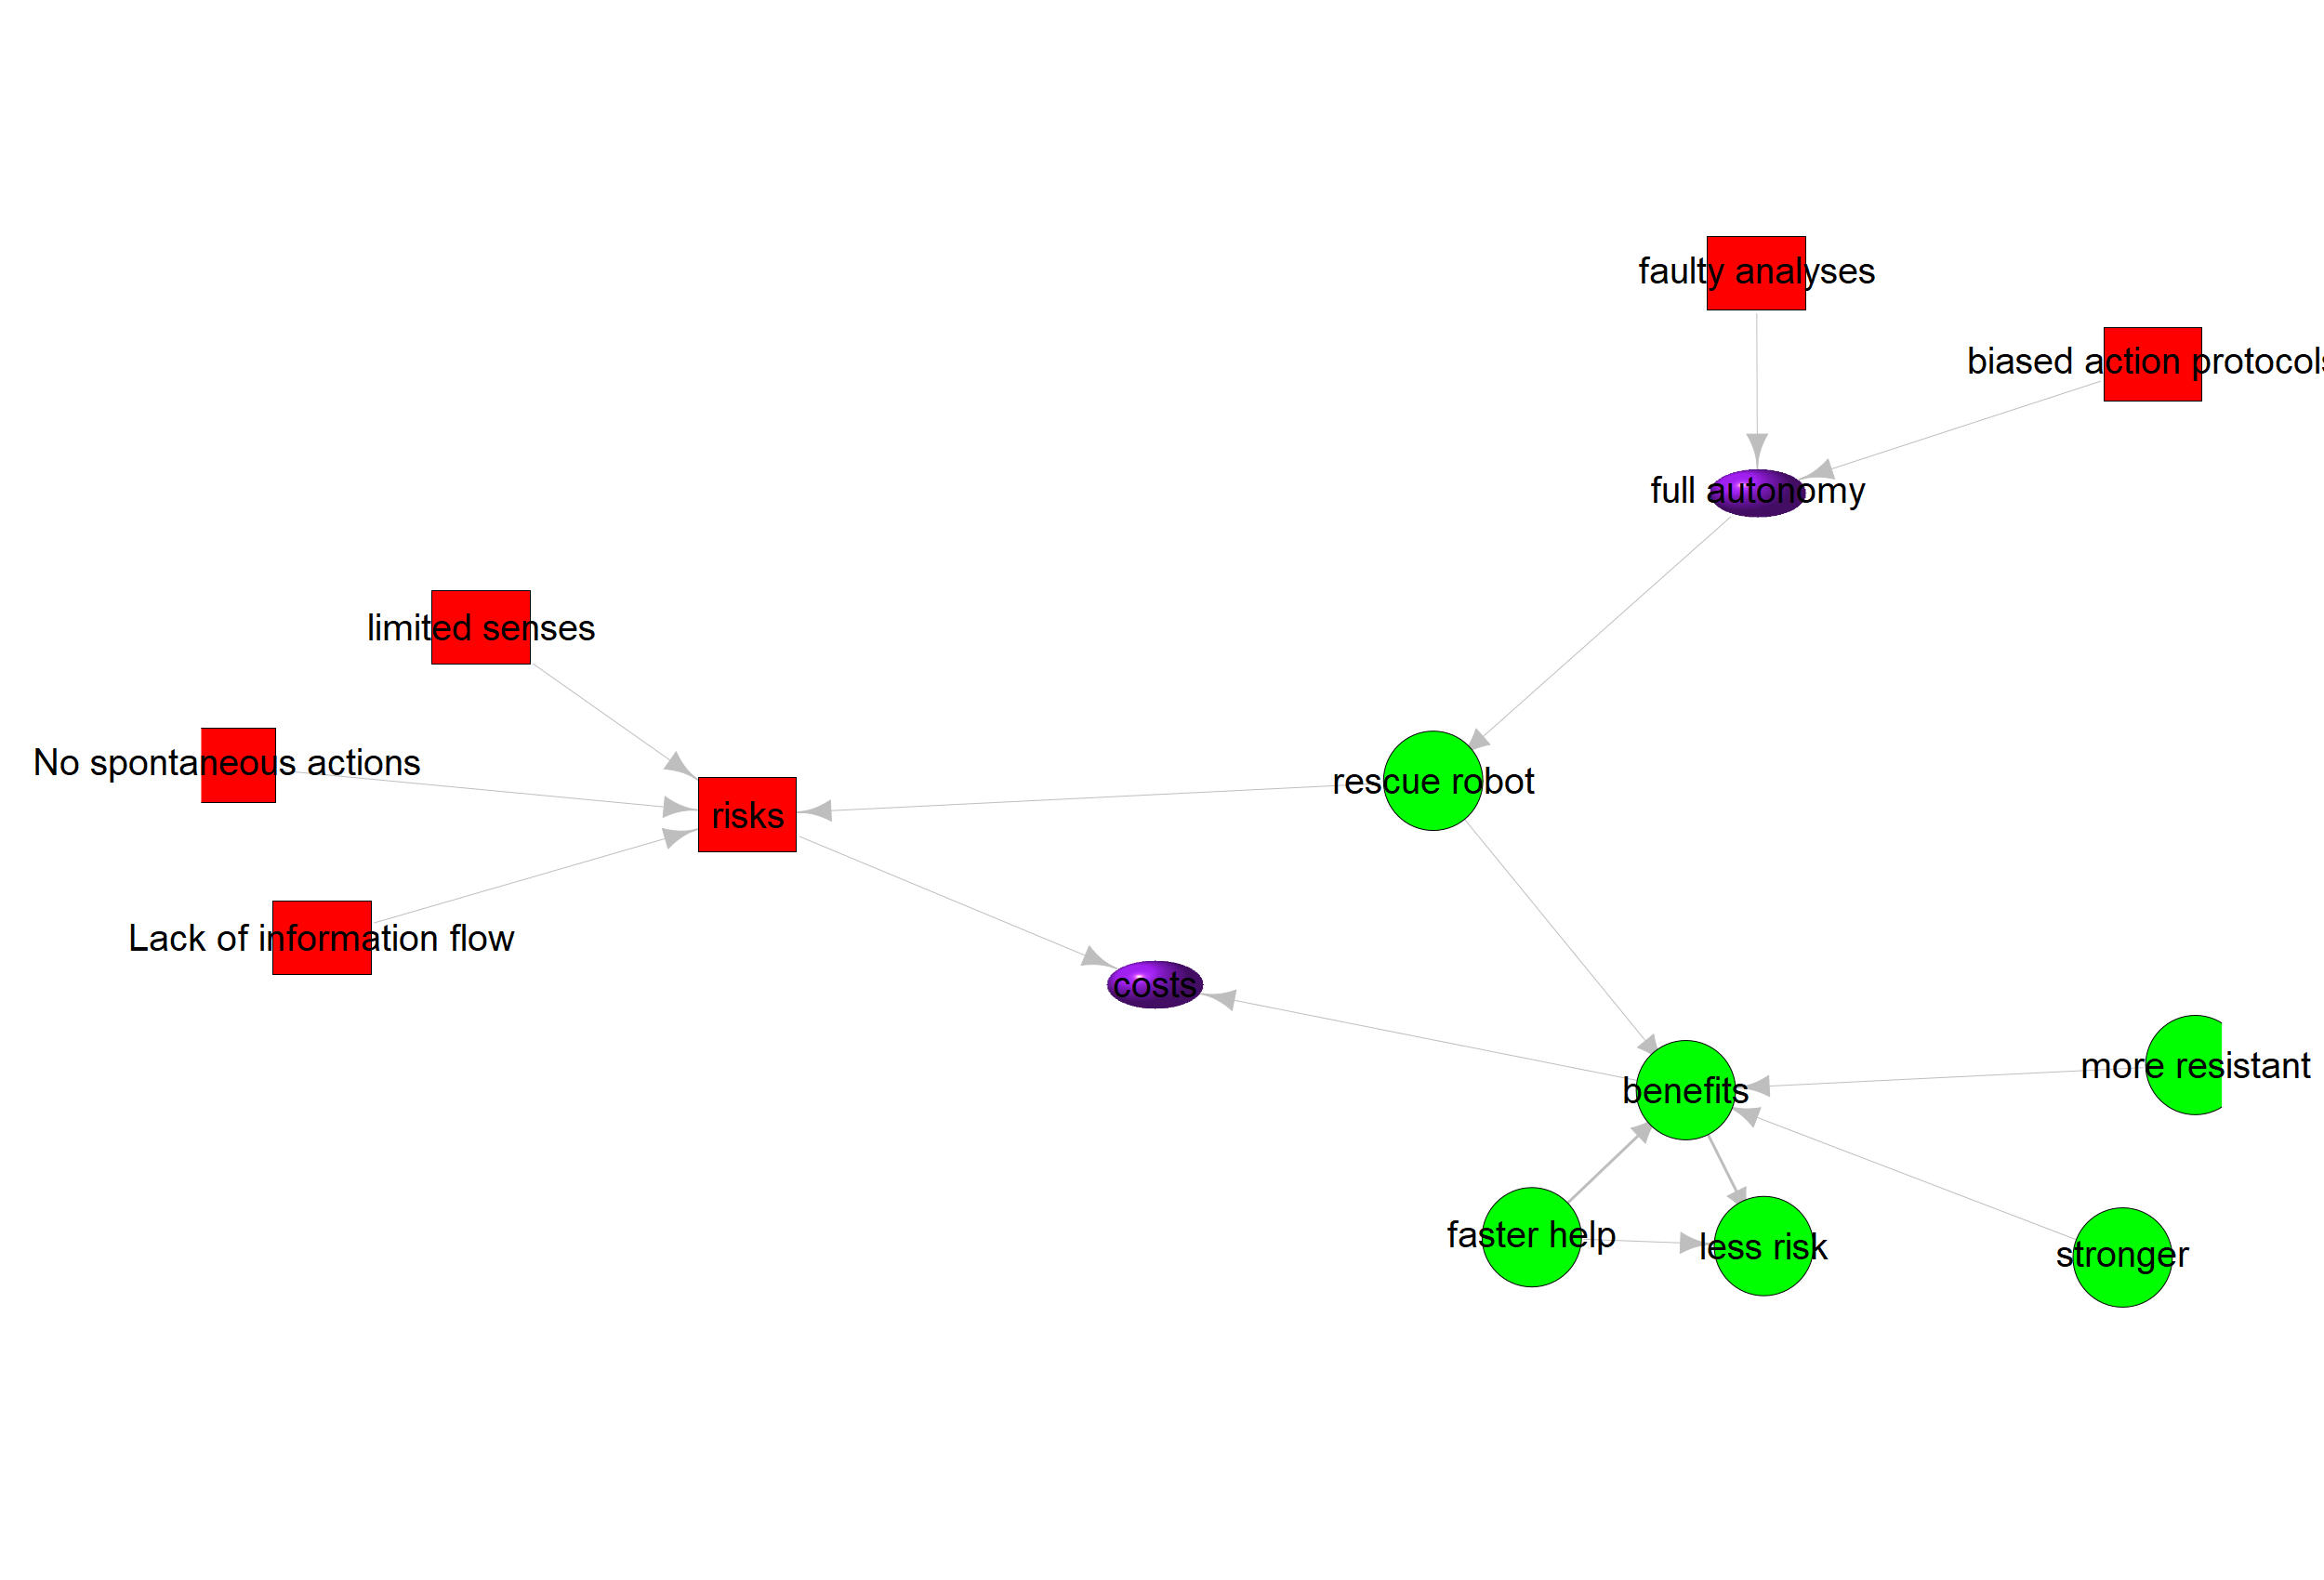 faulty analyses
biased action protocols
full autonomy
limited senses
No spontaneous actions
rescue robot
risks
Lack of information flow
costs
more resistant
benefits
faster help
less risk
stronger